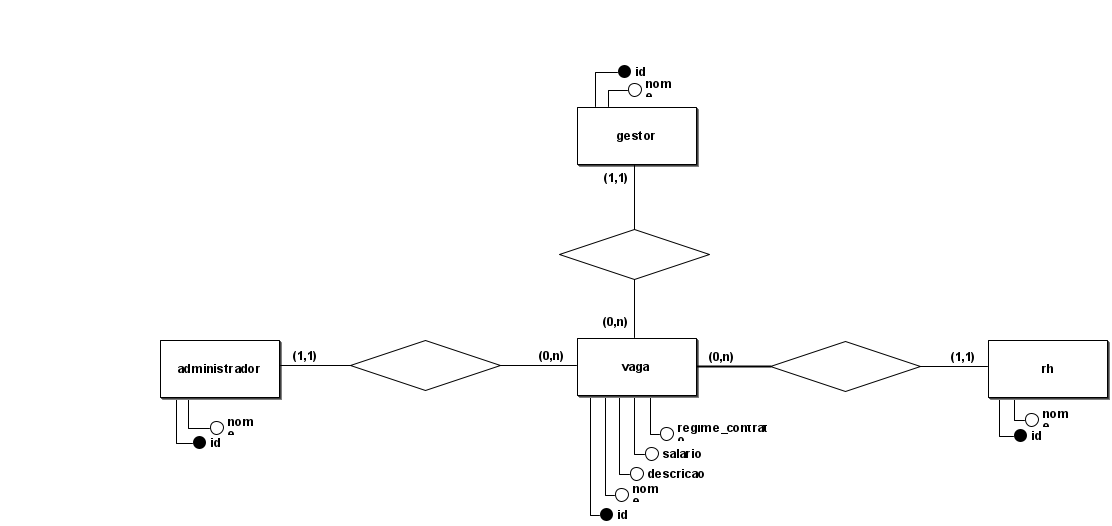 id
nome
gestor
(1,1)
(0,n)
administrador
(1,1)
(0,n)
vaga
(0,n)
(1,1)
rh
nome
id
regime_contrato
salario
descricao
nome
id
nome
id